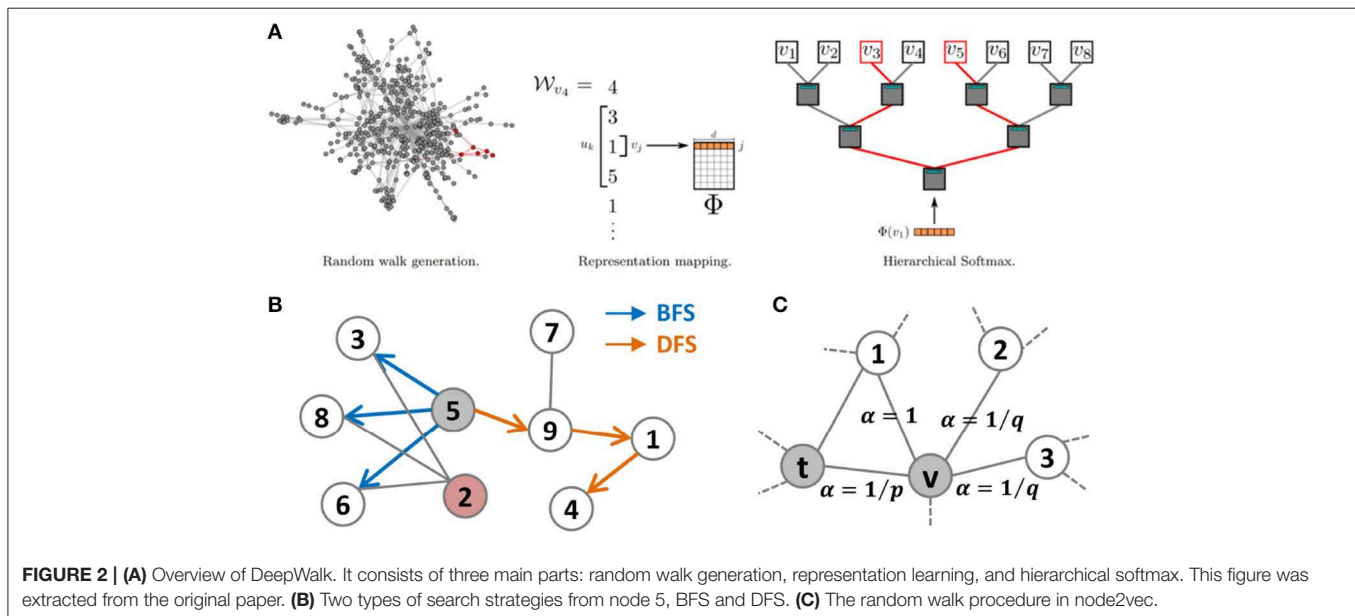 A
𝒲v4 = 4
3
uk [ 1 ] vj
5
1
⋮
d
j
Φ
v1 v2 v3 v4 v5 v6 v7 v8
Φ(v1)
Random walk generation.
Representation mapping.
Hierarchical Softmax.
B
BFS
DFS
3
7
8
5
9
1
6
2
4
C
1
2
α = 1
α = 1/q
t
v
3
α = 1/p
α = 1/q
FIGURE 2 | (A) Overview of DeepWalk. It consists of three main parts: random walk generation, representation learning, and hierarchical softmax. This figure was
extracted from the original paper. (B) Two types of search strategies from node 5, BFS and DFS. (C) The random walk procedure in node2vec.